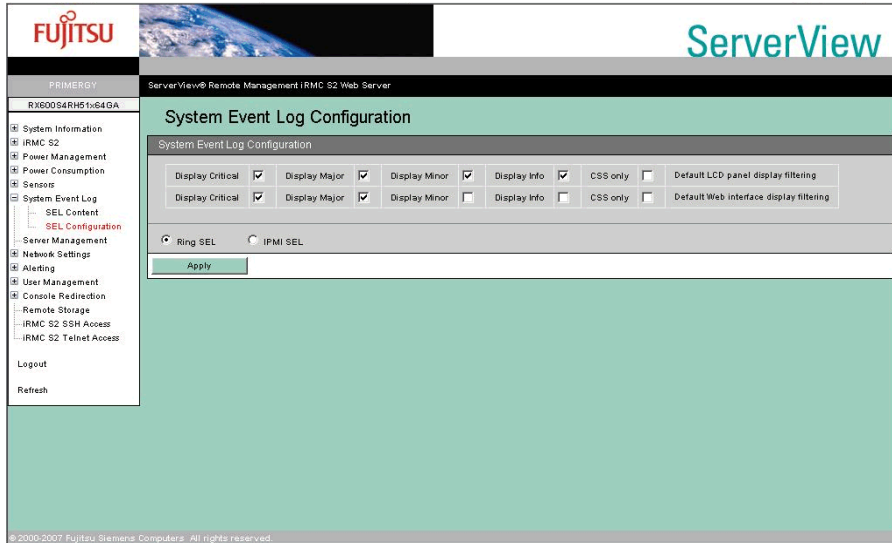 FUJITSU
ServerView
PRIMERGY
ServerView® Remote Management iRMC S2 Web Server
RX600S4RH51x64GA
System Information
iRMC S2
Power Management
Power Consumption
Sensors
System Event Log
SEL Content
SEL Configuration
Server Management
Network Settings
Alerting
User Management
Console Redirection
Remote Storage
iRMC S2 SSH Access
iRMC S2 Telnet Access
Logout
Refresh
System Event Log Configuration
System Event Log Configuration
Display Critical Display Major Display Minor Display Info CSS only Default LCD panel display filtering
Display Critical Display Major Display Minor Display Info CSS only Default Web interface display filtering
Ring SEL IPMI SEL
Apply
© 2000-2007 Fujitsu Siemens Computers All rights reserved.